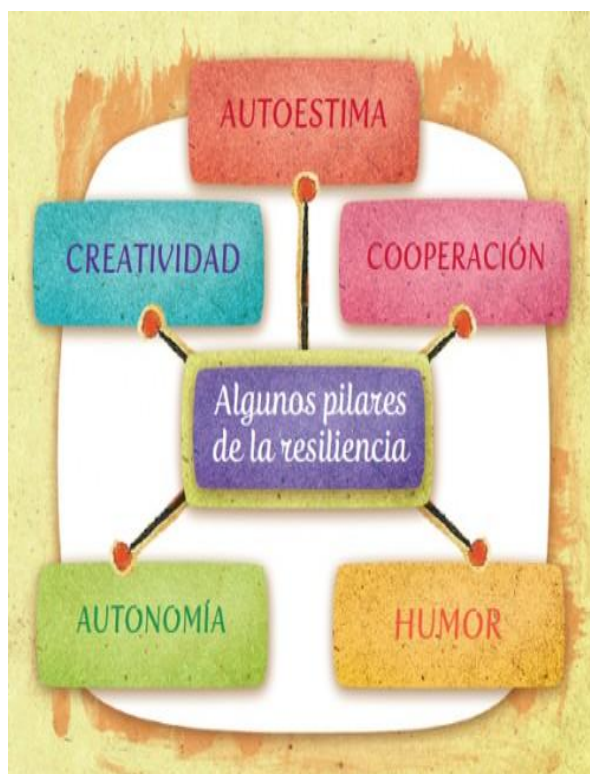 AUTOESTIMA
CREATIVIDAD
COOPERACIÓN
Algunos pilares
de la resiliencia
AUTONOMÍA
HUMOR